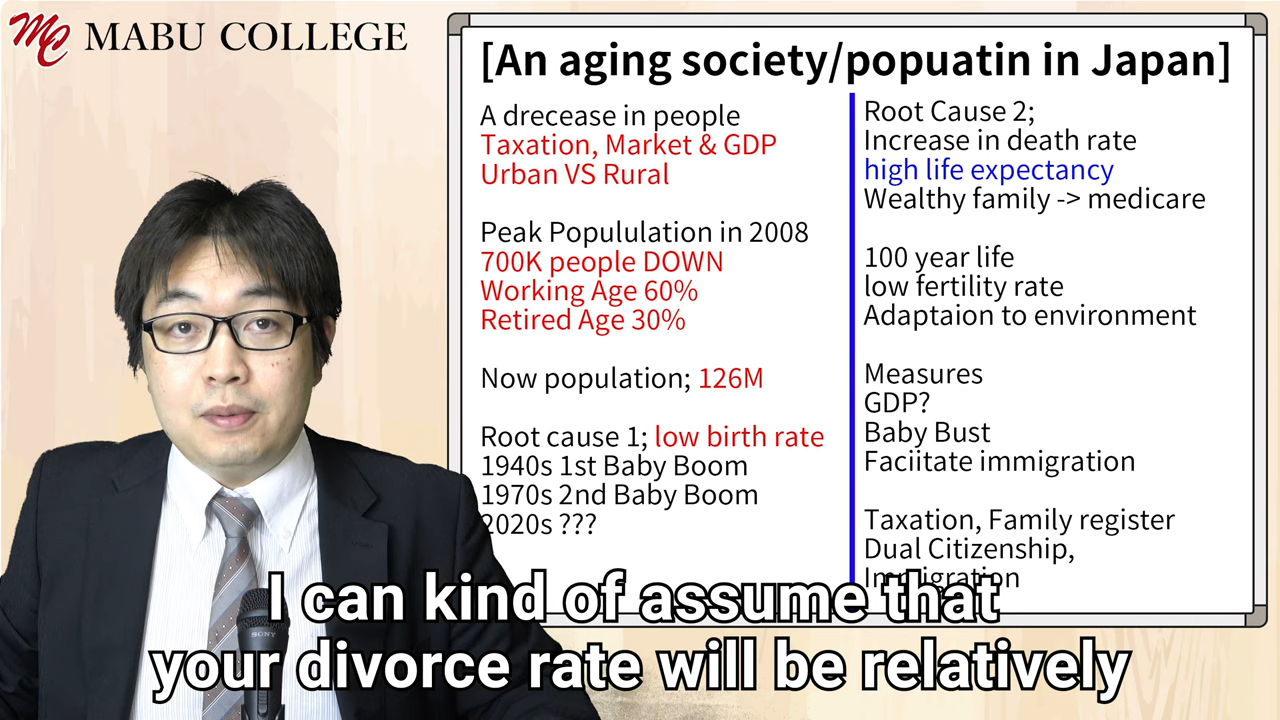 MC MABU COLLEGE
[An aging society/popuatin in Japan]
A drecease in people
Taxation, Market & GDP
Urban VS Rural
Peak Popululation in 2008
700K people DOWN
Working Age 60%
Retired Age 30%
Now population; 126M
Root cause 1; low birth rate
1940s 1st Baby Boom
1970s 2nd Baby Boom
2020s ???
Root Cause 2;
Increase in death rate
high life expectancy
Wealthy family -> medicare
100 year life
low fertility rate
Adaptaion to environment
Measures
GDP?
Baby Bust
Faciitate immigration
Taxation, Family register
Dual Citizenship,
Immigration
SONY
I can kind of assume that
your divorce rate will be relatively